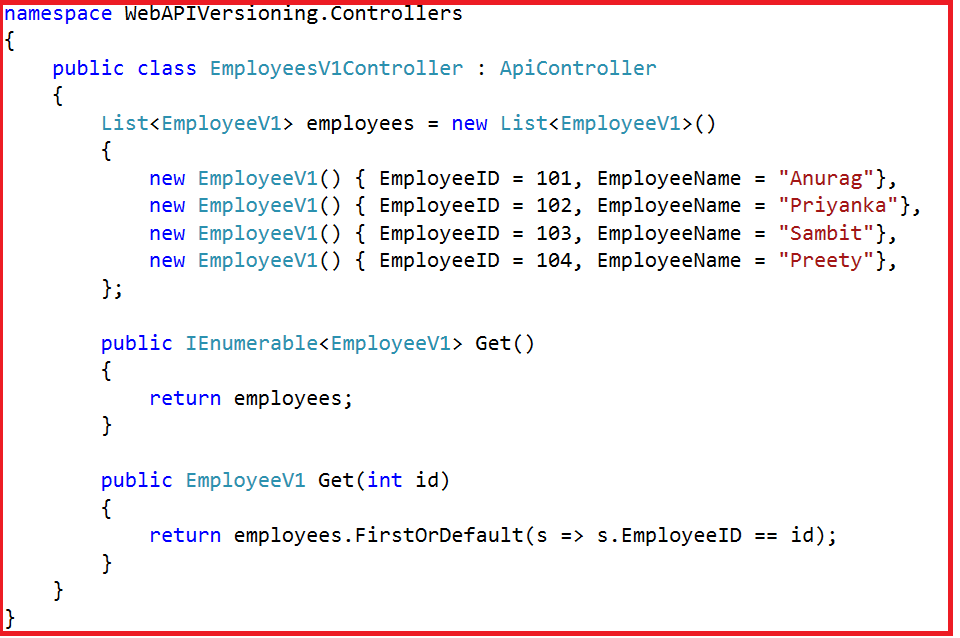 namespace WebAPIVersioning.Controllers
{
    public class EmployeesV1Controller : ApiController
    {
        List<EmployeeV1> employees = new List<EmployeeV1>()
        {
            new EmployeeV1() { EmployeeID = 101, EmployeeName = "Anurag"},
            new EmployeeV1() { EmployeeID = 102, EmployeeName = "Priyanka"},
            new EmployeeV1() { EmployeeID = 103, EmployeeName = "Sambit"},
            new EmployeeV1() { EmployeeID = 104, EmployeeName = "Preety"},
        };

        public IEnumerable<EmployeeV1> Get()
        {
            return employees;
        }

        public EmployeeV1 Get(int id)
        {
            return employees.FirstOrDefault(s => s.EmployeeID == id);
        }
    }
}